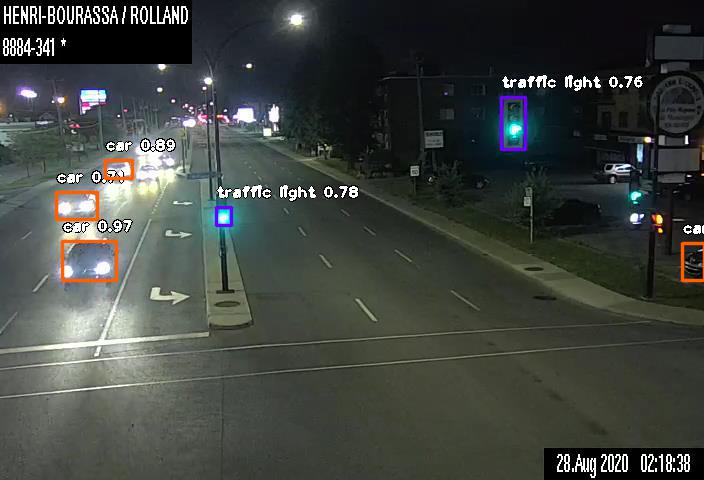 HENRI-BOURASSA / ROLLAND
8884-341 *
traffic light 0.76
car 0.89
car 0.71
traffic light 0.78
car 0.97
car
28.Aug 2020 02:18:38